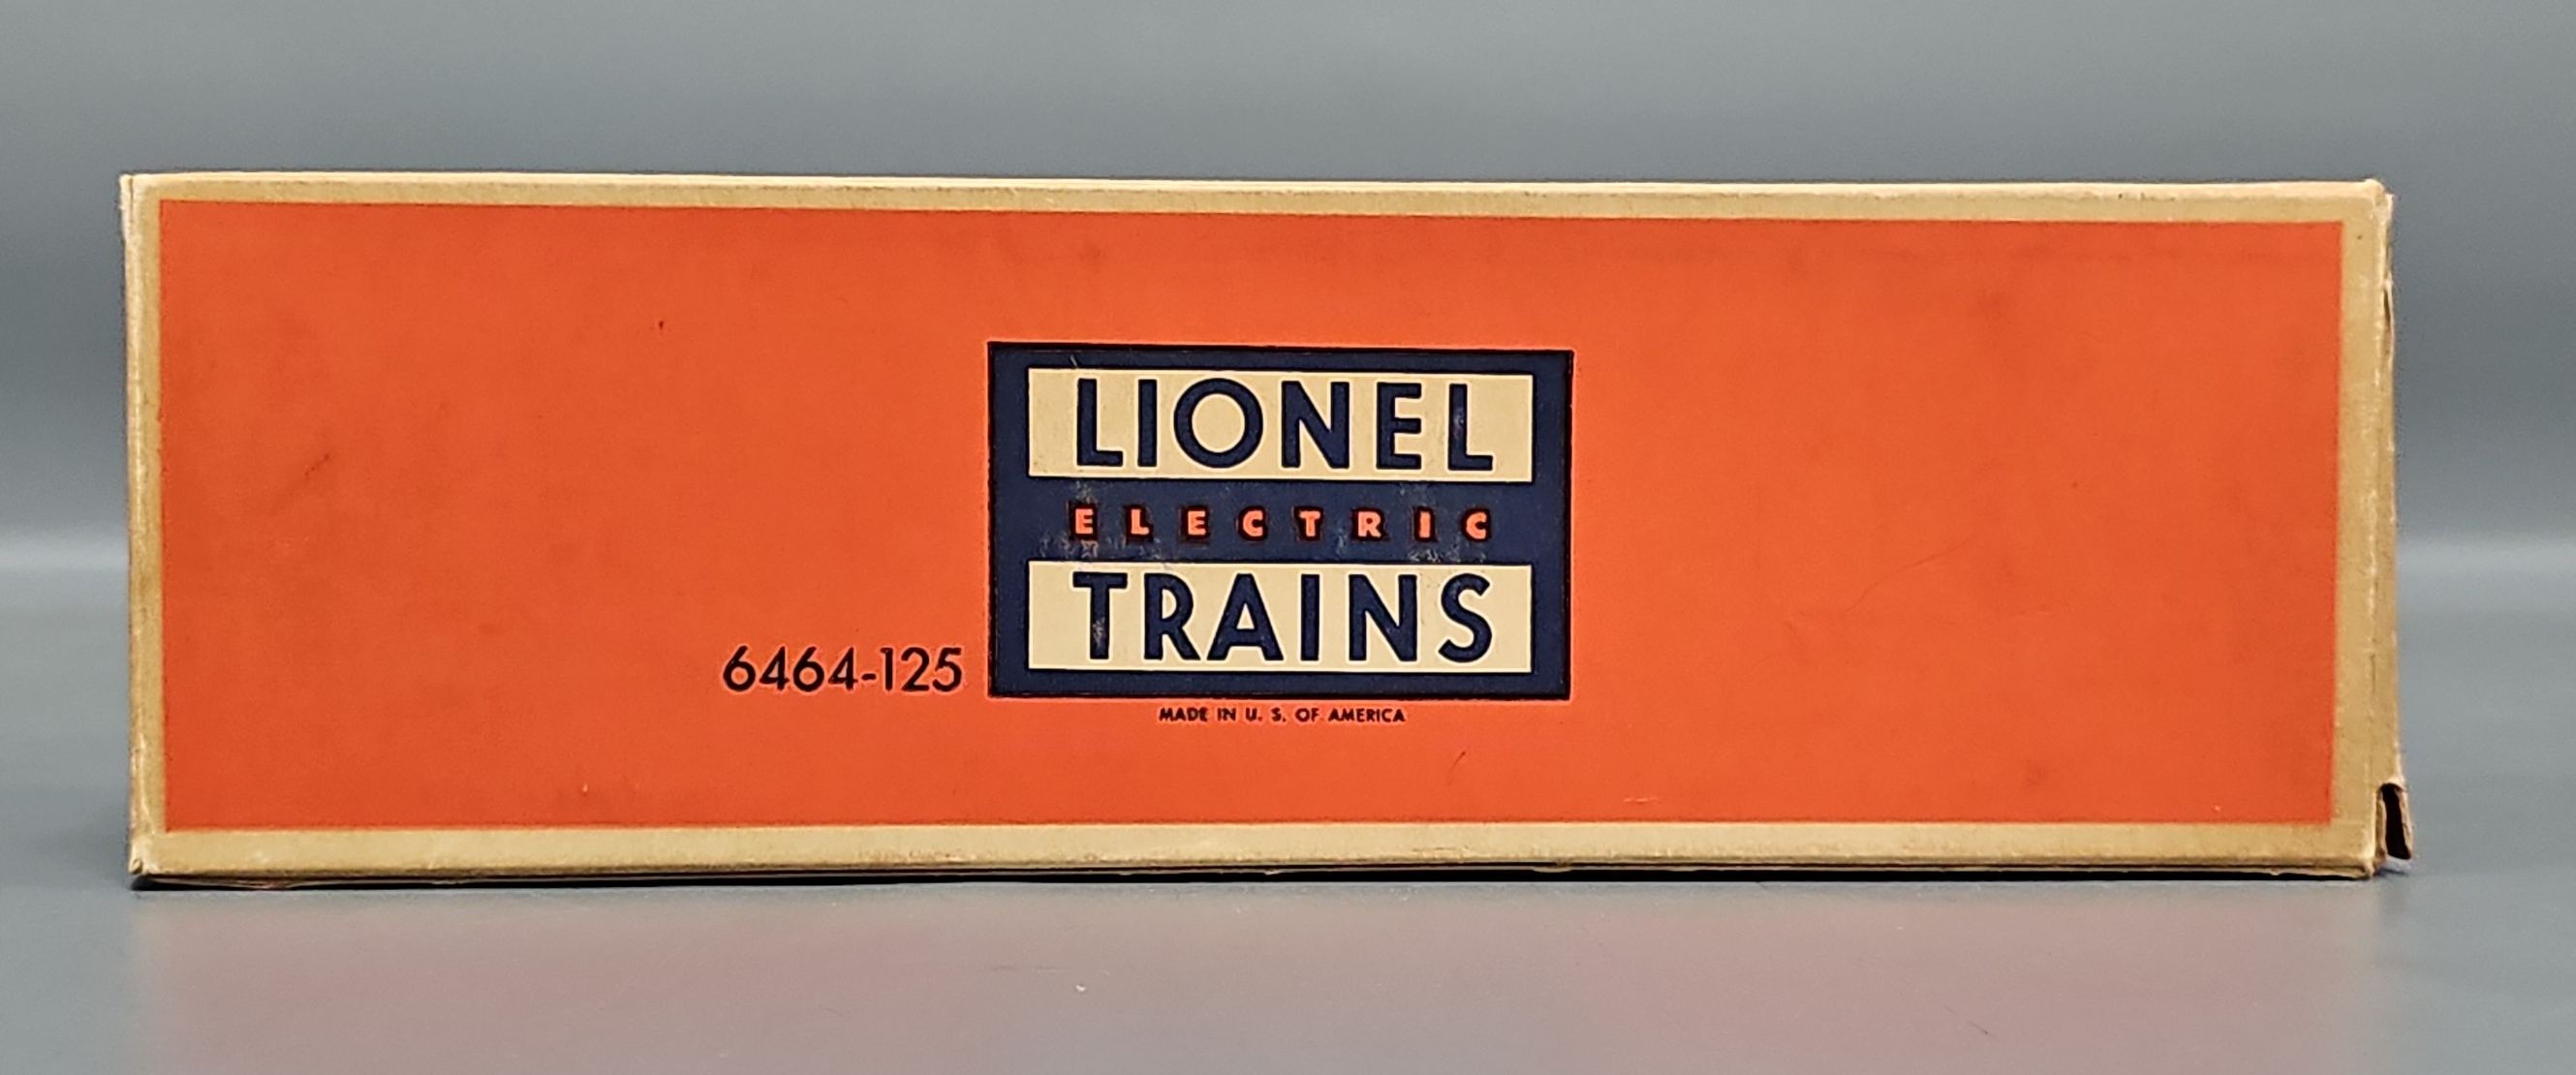 LIONEL
ELECTRIC
TRAINS
6464-125
MADE IN U. S. OF AMERICA